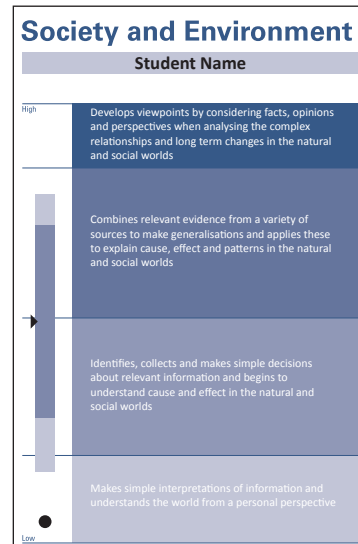 Society and Environment
Student Name
High
Develops viewpoints by considering facts, opinions
and perspectives when analysing the complex
relationships and long term changes in the natural
and social worlds
Combines relevant evidence from a variety of
sources to make generalisations and applies these
to explain cause, effect and patterns in the natural
and social worlds
Identifies, collects and makes simple decisions
about relevant information and begins to
understand cause and effect in the natural and
social worlds
Makes simple interpretations of information and
understands the world from a personal perspective
Low